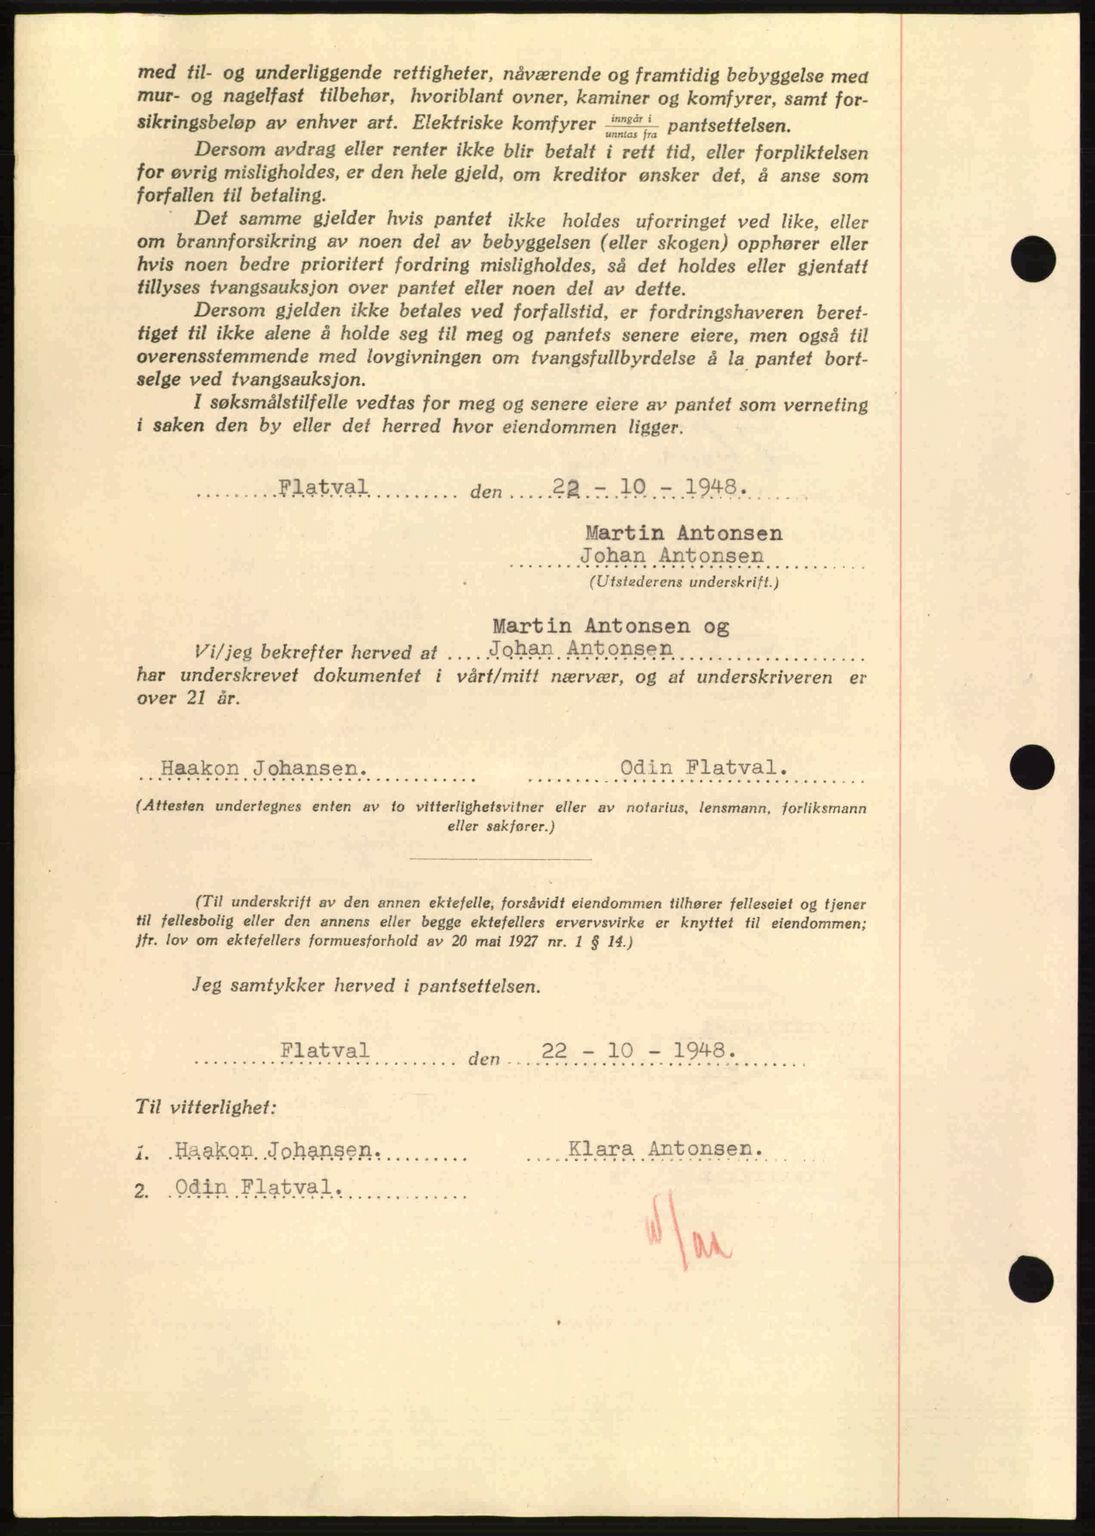 med til- og underliggende rettigheter, nåværende og framtidig bebyggelse med
mur- og nagelfast tilbehør, hvoriblant ovner, kaminer og komfyrer, samt for-
sikringsbeløp av enhver art. Elektriske komfyrer inngår i / unntas fra pantsettelsen.
Dersom avdrag eller renter ikke blir betalt i rett tid, eller forpliktelsen
for øvrig misligholdes, er den hele gjeld, om kreditor ønsker det, å anse som
forfallen til betaling.
Det samme gjelder hvis pantet ikke holdes uforringet ved like, eller
om brannforsikring av noen del av bebyggelsen (eller skogen) opphører eller
hvis noen bedre prioritert fordring misligholdes, så det holdes eller gjentatt
tillyses tvangsauksjon over pantet eller noen del av dette.
Dersom gjelden ikke betales ved forfallstid, er fordringshaveren beret-
tiget til ikke alene å holde seg til meg og pantets senere eiere, men også til
overensstemmende med lovgivningen om tvangsfullbyrdelse å la pantet bort-
selge ved tvangsauksjon.
I søksmålstilfelle vedtas for meg og senere eiere av pantet som verneting
i saken den by eller det herred hvor eiendommen ligger.
Flatval den 22 - 10 - 1948.
Martin Antonsen
Johan Antonsen
(Utstederens underskrift.)
Martin Antonsen og
Vi/jeg bekrefter herved at Johan Antonsen
har underskrevet dokumentet i vårt/mitt nærvær, og at underskriveren er
over 21 år.
Haakon Johansen. Odin Flatval.
(Attesten undertegnes enten av to vitterlighetsvitner eller av notarius, lensmann, forliksmann
eller sakfører.)
(Til underskrift av den annen ektefelle, forsåvidt eiendommen tilhører felleseiet og tjener
til fellesbolig eller den annens eller begge ektefellers ervervsvirke er knyttet til eiendommen;
jfr. lov om ektefellers formuesforhold av 20 mai 1927 nr. 1 § 14.)
Jeg samtykker herved i pantsettelsen.
Flatval den 22 - 10 - 1948.
Til vitterlighet:
1. Haakon Johansen. Klara Antonsen.
2. Odin Flatval.